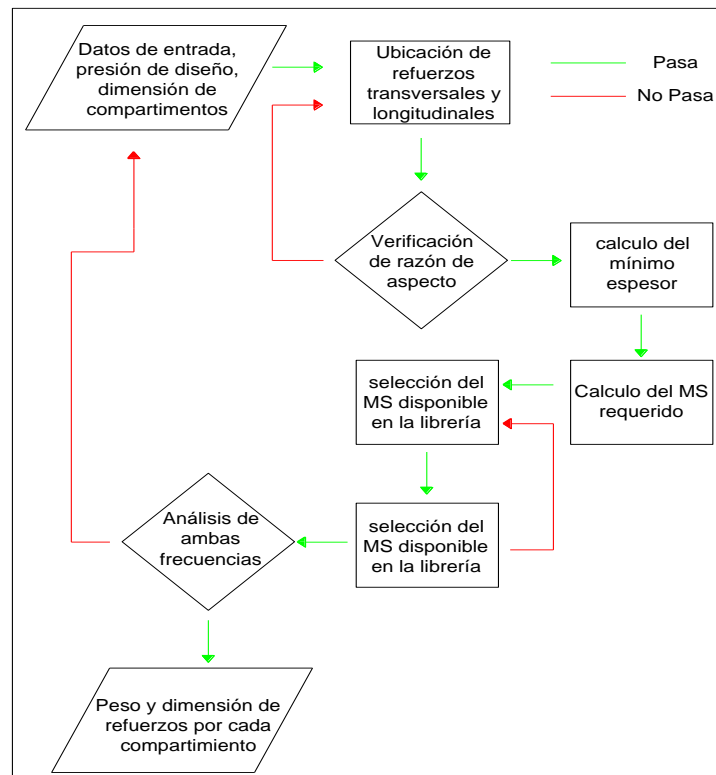 Datos de entrada,
presión de diseño,
dimensión de
compartimentos
Ubicación de
refuerzos
transversales y
longitudinales
Pasa
No Pasa
Verificación
de razón de
aspecto
calculo del
mínimo
espesor
selección del
MS disponible
en la librería
Calculo del MS
requerido
Análisis de
ambas
frecuencias
selección del
MS disponible
en la librería
Peso y dimensión de
refuerzos por cada
compartimiento